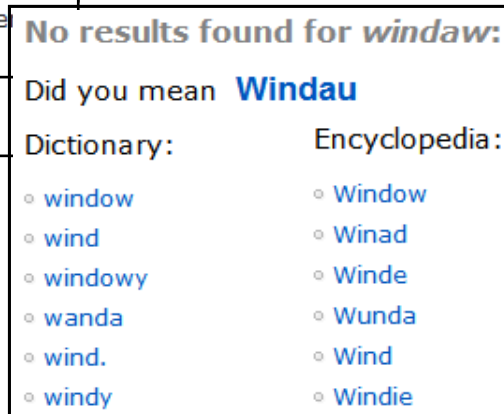 No results found for windaw:
Did you mean Windau
Dictionary:
window
wind
windowy
wanda
wind.
windy
Encyclopedia:
Window
Winad
Winde
Wunda
Wind
Windie